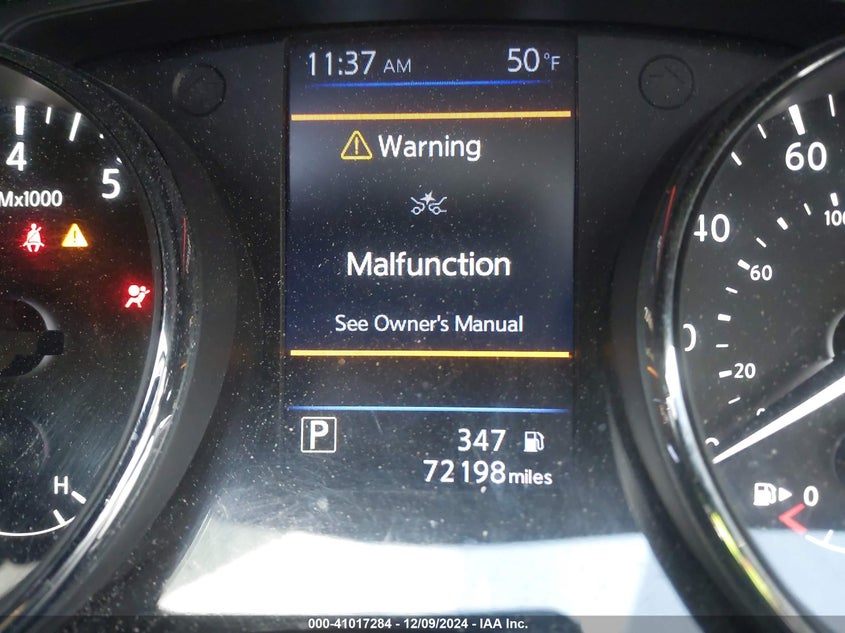 11:37 AM 50°F
Warning
Malfunction
See Owner's Manual
P 347
72198 miles
4 5
Mx1000
H
60
40
100
60
20
0
000-41017284 - 12/09/2024 - IAA Inc.